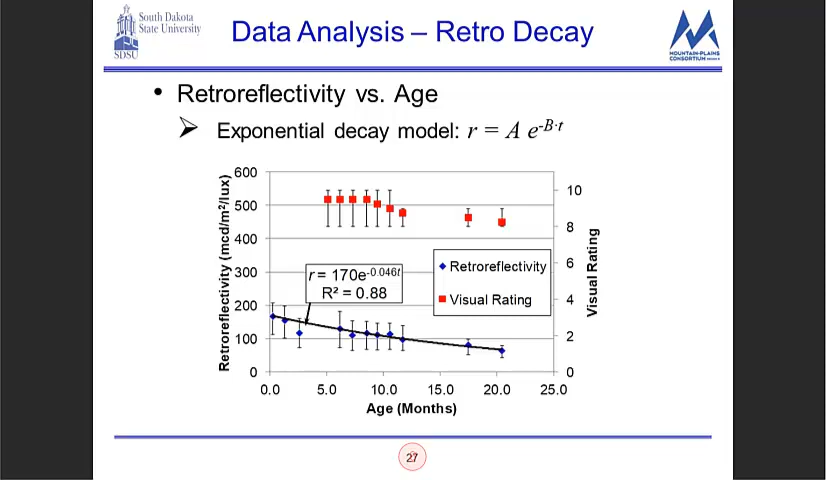 South Dakota
State University
SDSU
Data Analysis – Retro Decay
MOUNTAIN-PLAINS
CONSORTIUM
• Retroreflectivity vs. Age
➢ Exponential decay model: r = A e^-B·t
Retroreflectivity (mcd/m²/lux)
600
500
400
300
200
100
0
r = 170e^-0.046t
R² = 0.88
Retroreflectivity
Visual Rating
10
8
6
4
2
0
Visual Rating
0.0 5.0 10.0 15.0 20.0 25.0
Age (Months)
27